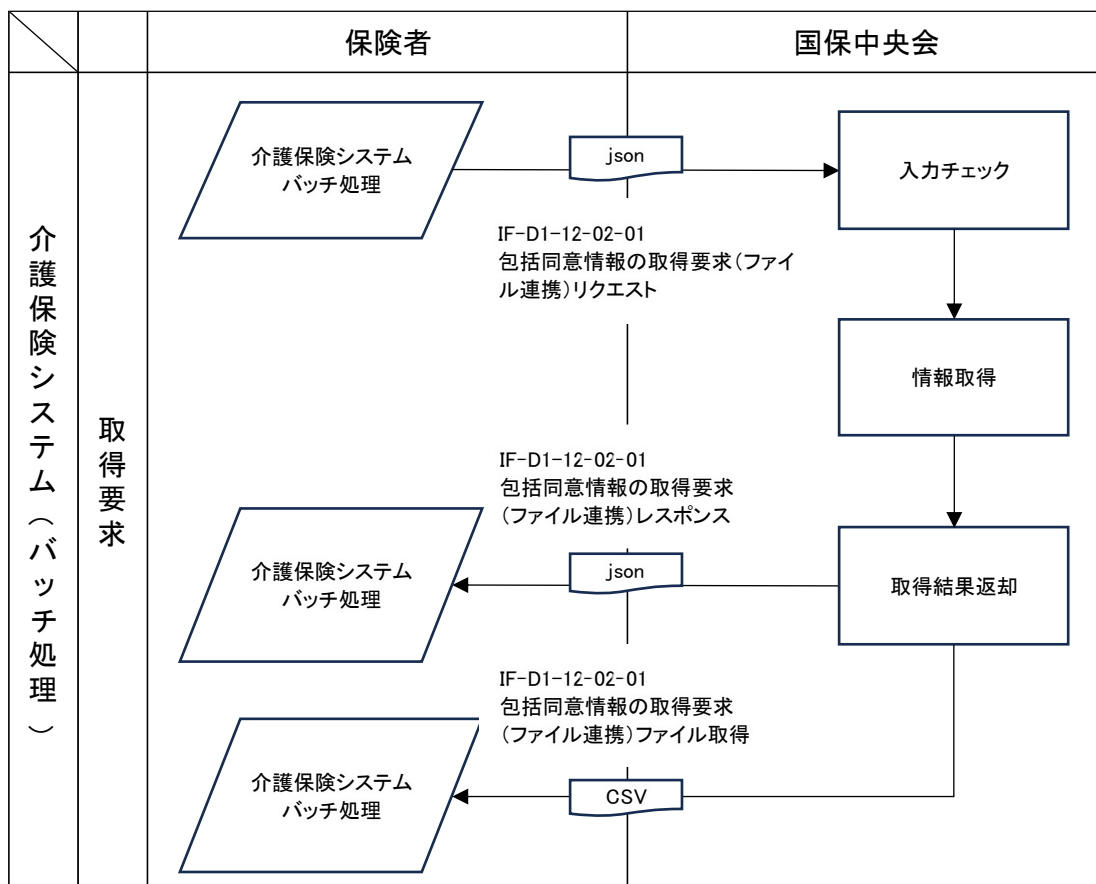 保険者
国保中央会
介護保険システム（バッチ処理）
取得要求
介護保険システム
バッチ処理
json
入力チェック
IF-D1-12-02-01
包括同意情報の取得要求（ファイ
ル連携）リクエスト
情報取得
IF-D1-12-02-01
包括同意情報の取得要求
（ファイル連携）レスポンス
介護保険システム
バッチ処理
json
取得結果返却
IF-D1-12-02-01
包括同意情報の取得要求
（ファイル連携）ファイル取得
介護保険システム
バッチ処理
CSV